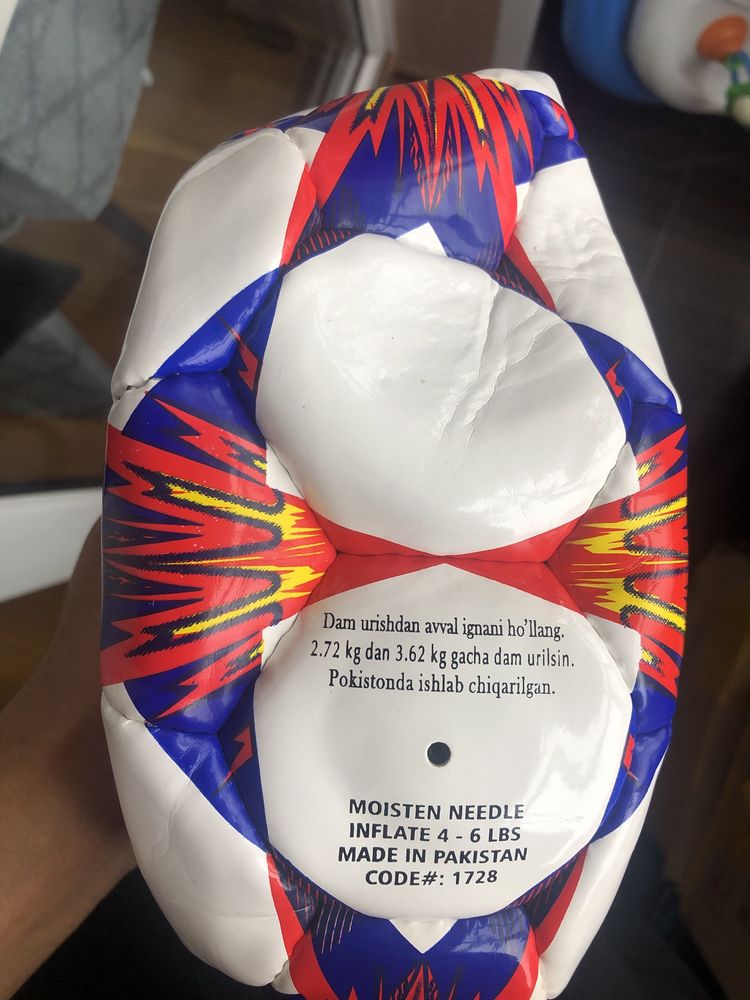 Dam urishdan avval ignani ho’llang.
2.72 kg dan 3.62 kg gacha dam urilsin.
Pokistonda ishlab chiqarilgan.
MOISTEN NEEDLE
INFLATE 4 - 6 LBS
MADE IN PAKISTAN
CODE#: 1728